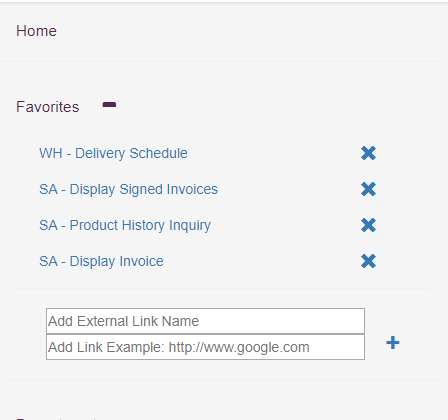 Home
Favorites
WH - Delivery Schedule
SA - Display Signed Invoices
SA - Product History Inquiry
SA - Display Invoice
Add External Link Name
Add Link Example: http://www.google.com